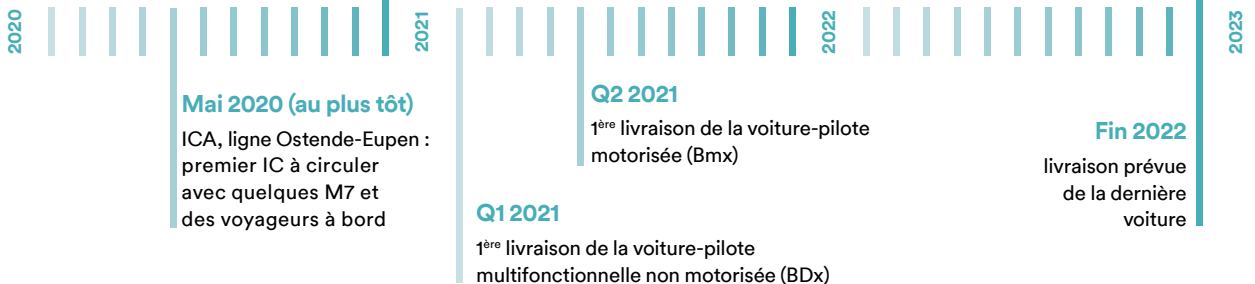 2020
2021
2022
2023
Mai 2020 (au plus tôt)
ICA, ligne Ostende-Eupen :
premier IC à circuler
avec quelques M7 et
des voyageurs à bord
Q1 2021
1ère livraison de la voiture-pilote
multifonctionnelle non motorisée (BDx)
Q2 2021
1ère livraison de la voiture-pilote
motorisée (Bmx)
Fin 2022
livraison prévue
de la dernière
voiture